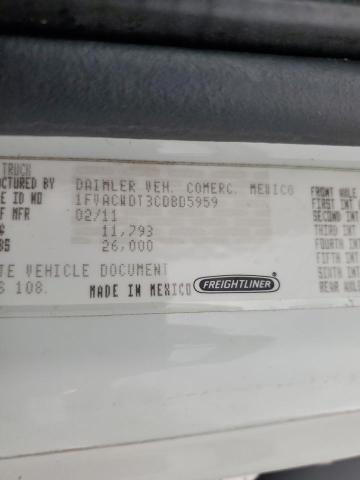 TRUCK
CTURED BY DAIMLER VEH. COMERC. MEXICO
E ID NO 1FVACWDT3CDBD5959
F MFR 02/11
G 11,793
BS 26,000
TE VEHICLE DOCUMENT
S 108. MADE IN MEXICO FREIGHTLINER
FRONT AXLE
FIRST INT
SECOND INT
THIRD INT
FOURTH INT
FIFTH INT
SIXTH INT
REAR AXLE